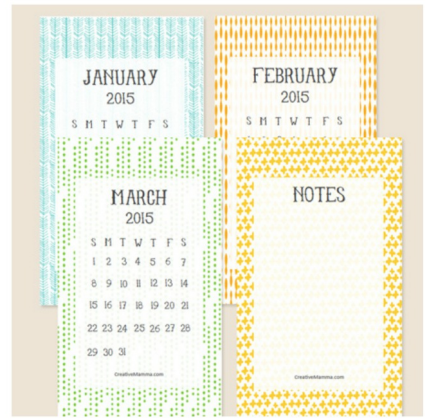 JANUARY
2015
S M T W T F S
FEBRUARY
2015
S M T W T F S
MARCH
2015
S M T W T F S
1 2 3 4 5 6 7
8 9 10 11 12 13 14
15 16 17 18 19 20 21
22 23 24 25 26 27 28
29 30 31
CreativeMamma.com
NOTES
CreativeMamma.com